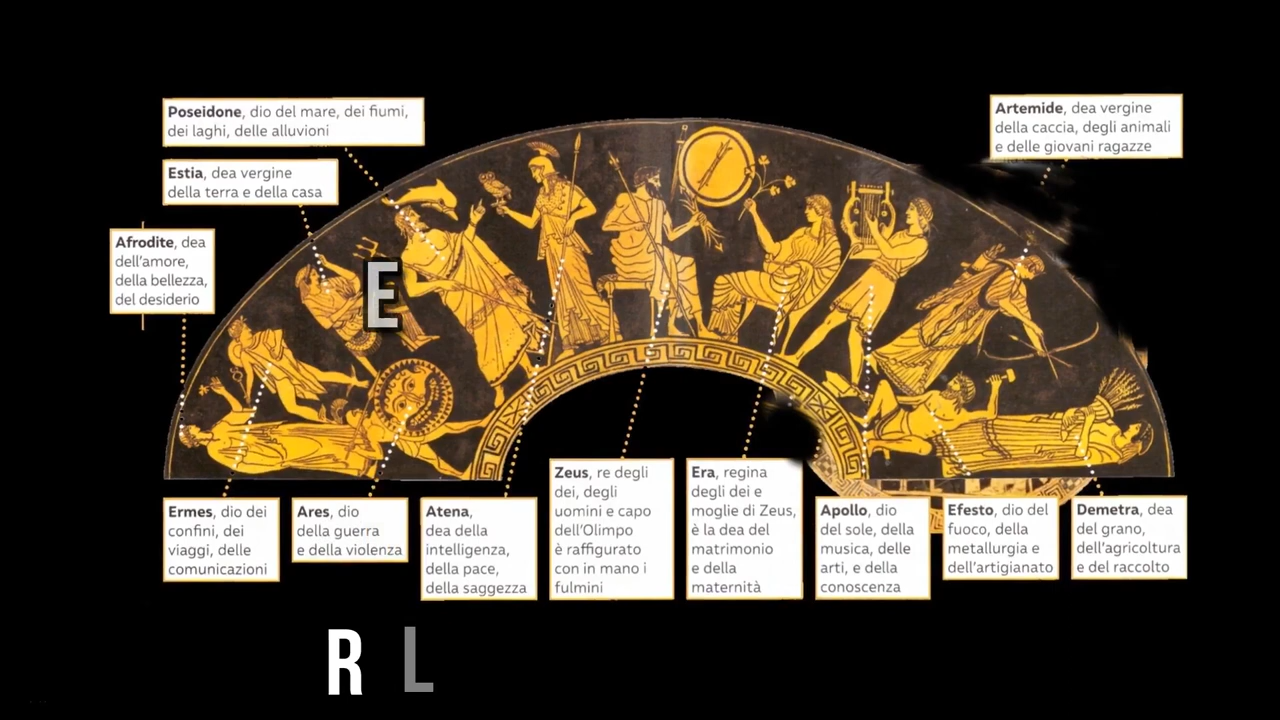 Poseidone, dio del mare, dei fiumi,
dei laghi, delle alluvioni
Artemide, dea vergine
della caccia, degli animali
e delle giovani ragazze
Estia, dea vergine
della terra e della casa
Afrodite, dea
dell'amore,
della bellezza,
del desiderio
E
Ermes, dio dei
confini, dei
viaggi, delle
comunicazioni
Ares, dio
della guerra
e della violenza
Atena,
dea della
intelligenza,
della pace,
della saggezza
Zeus, re degli
dei, degli
uomini e capo
dell'Olimpo
è raffigurato
con in mano i
fulmini
Era, regina
degli dei e
moglie di Zeus,
è la dea del
matrimonio
e della
maternità
Apollo, dio
del sole, della
musica, delle
arti, e della
conoscenza
Efesto, dio del
fuoco, della
metallurgia e
dell'artigianato
Demetra, dea
del grano,
dell'agricoltura
e del raccolto
R L